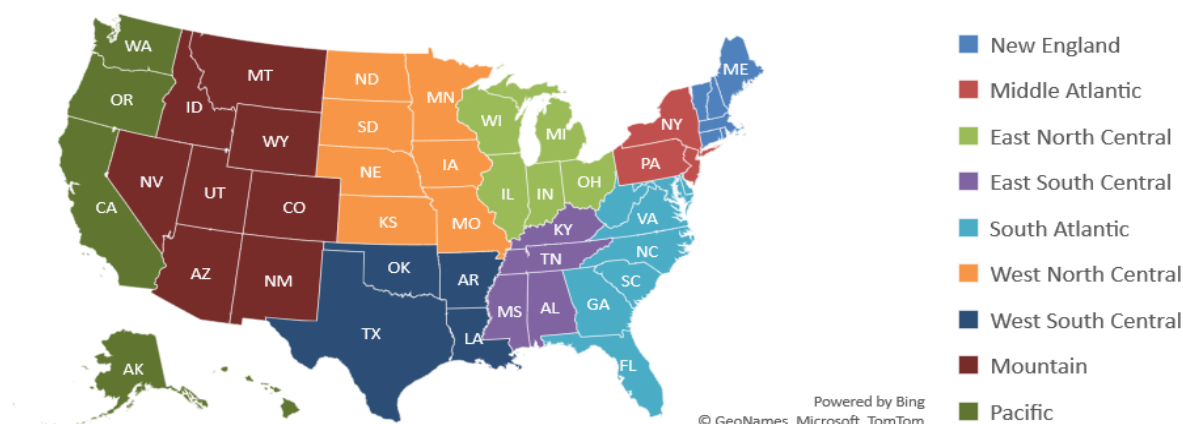 WA
OR
CA
AK
ID
MT
WY
NV
UT
CO
AZ
NM
ND
SD
NE
KS
MN
IA
MO
OK
AR
TX
LA
WI
MI
IL
IN
OH
KY
TN
MS
AL
NY
PA
ME
VA
NC
SC
GA
FL
New England
Middle Atlantic
East North Central
East South Central
South Atlantic
West North Central
West South Central
Mountain
Pacific
Powered by Bing
© GeoNames, Microsoft, TomTom